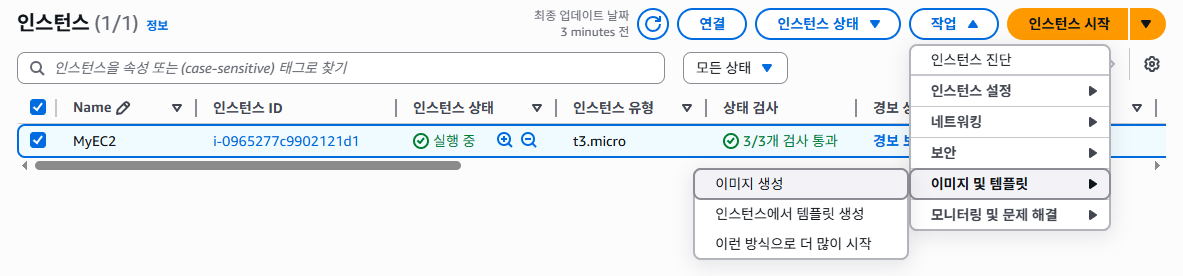 인스턴스 (1/1) 정보
최종 업데이트 날짜
3 minutes 전
연결
인스턴스 상태
작업
인스턴스 시작
인스턴스을 속성 또는 (case-sensitive) 태그로 찾기
모든 상태
인스턴스 진단
인스턴스 설정
네트워킹
보안
이미지 및 템플릿
모니터링 및 문제 해결
Name
인스턴스 ID
인스턴스 상태
인스턴스 유형
상태 검사
경보
MyEC2
i-0965277c9902121d1
실행 중
t3.micro
3/3개 검사 통과
경보
이미지 생성
인스턴스에서 템플릿 생성
이런 방식으로 더 많이 시작